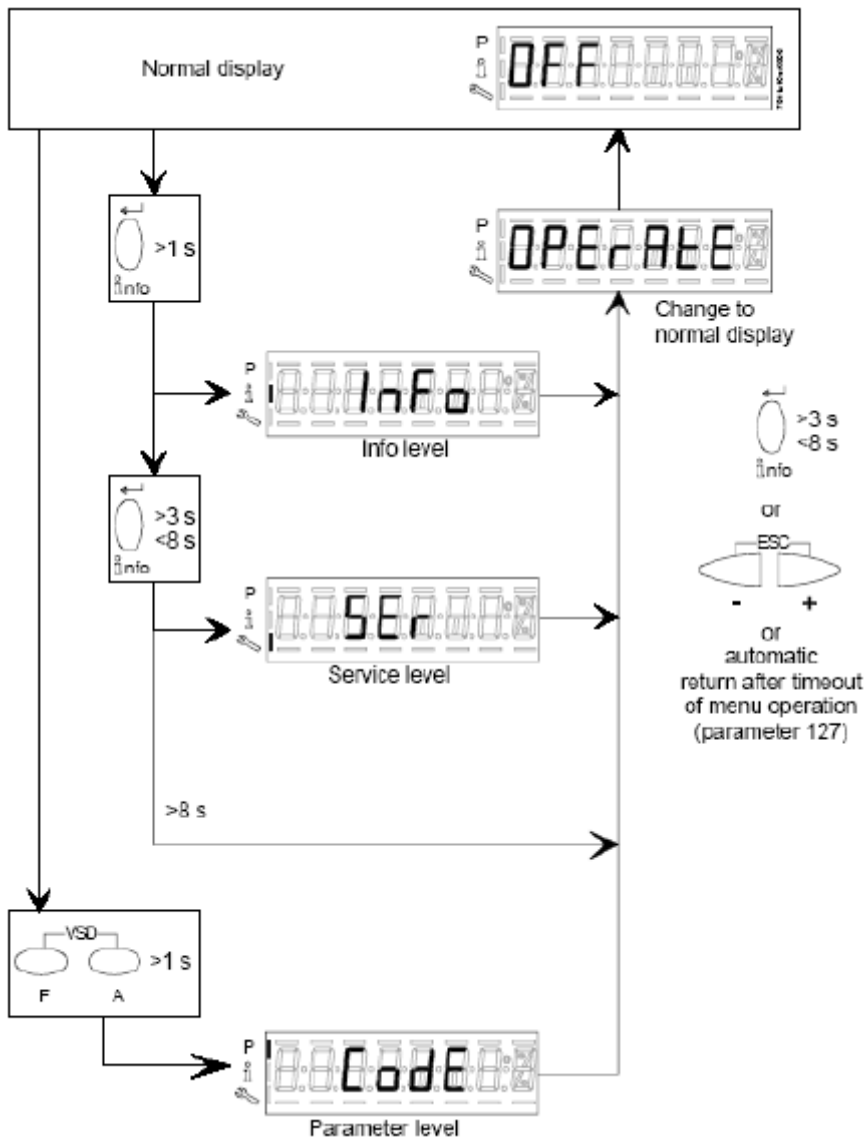 Normal display
P
OFF
>1 s
info
P
OPErAtE
Change to
normal display
P
InFo
Info level
>3 s
<8 s
info
>3 s
<8 s
info
or
ESC
- +
or
automatic
return after timeout
of menu operation
(parameter 127)
P
SEr
Service level
>8 s
VSD
>1 s
F A
P
CodE
Parameter level